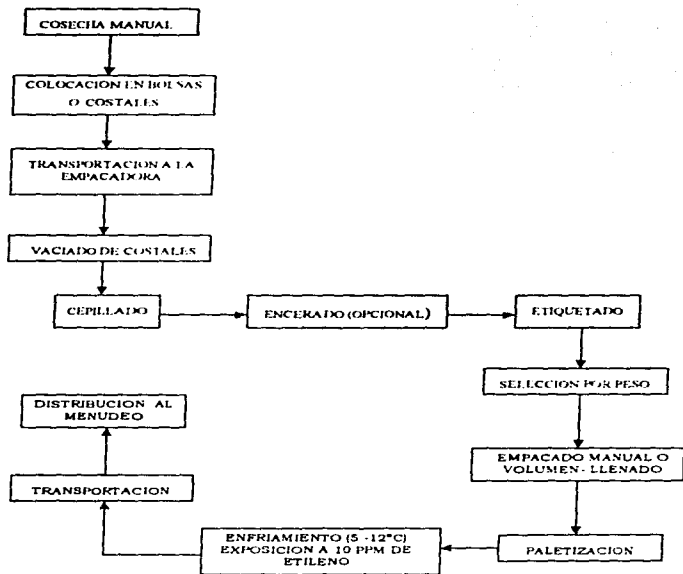 COSECHA MANUAL
COLOCACION EN BOLSAS
O COSTALES
TRANSPORTACION A LA
EMPACADORA
VACIADO DE COSTALES
CEPILLADO
ENCERADO (OPCIONAL)
ETIQUETADO
SELECCION POR PESO
EMPACADO MANUAL O
VOLUMEN-LLENADO
PALETIZACION
ENFRIAMIENTO (5 -12°C)
EXPOSICION A 10 PPM DE
ETILENO
TRANSPORTACION
DISTRIBUCION AL
MENUDEO